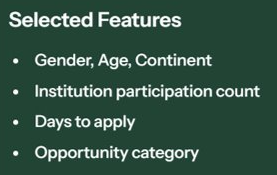 Selected Features
• Gender, Age, Continent
• Institution participation count
• Days to apply
• Opportunity category